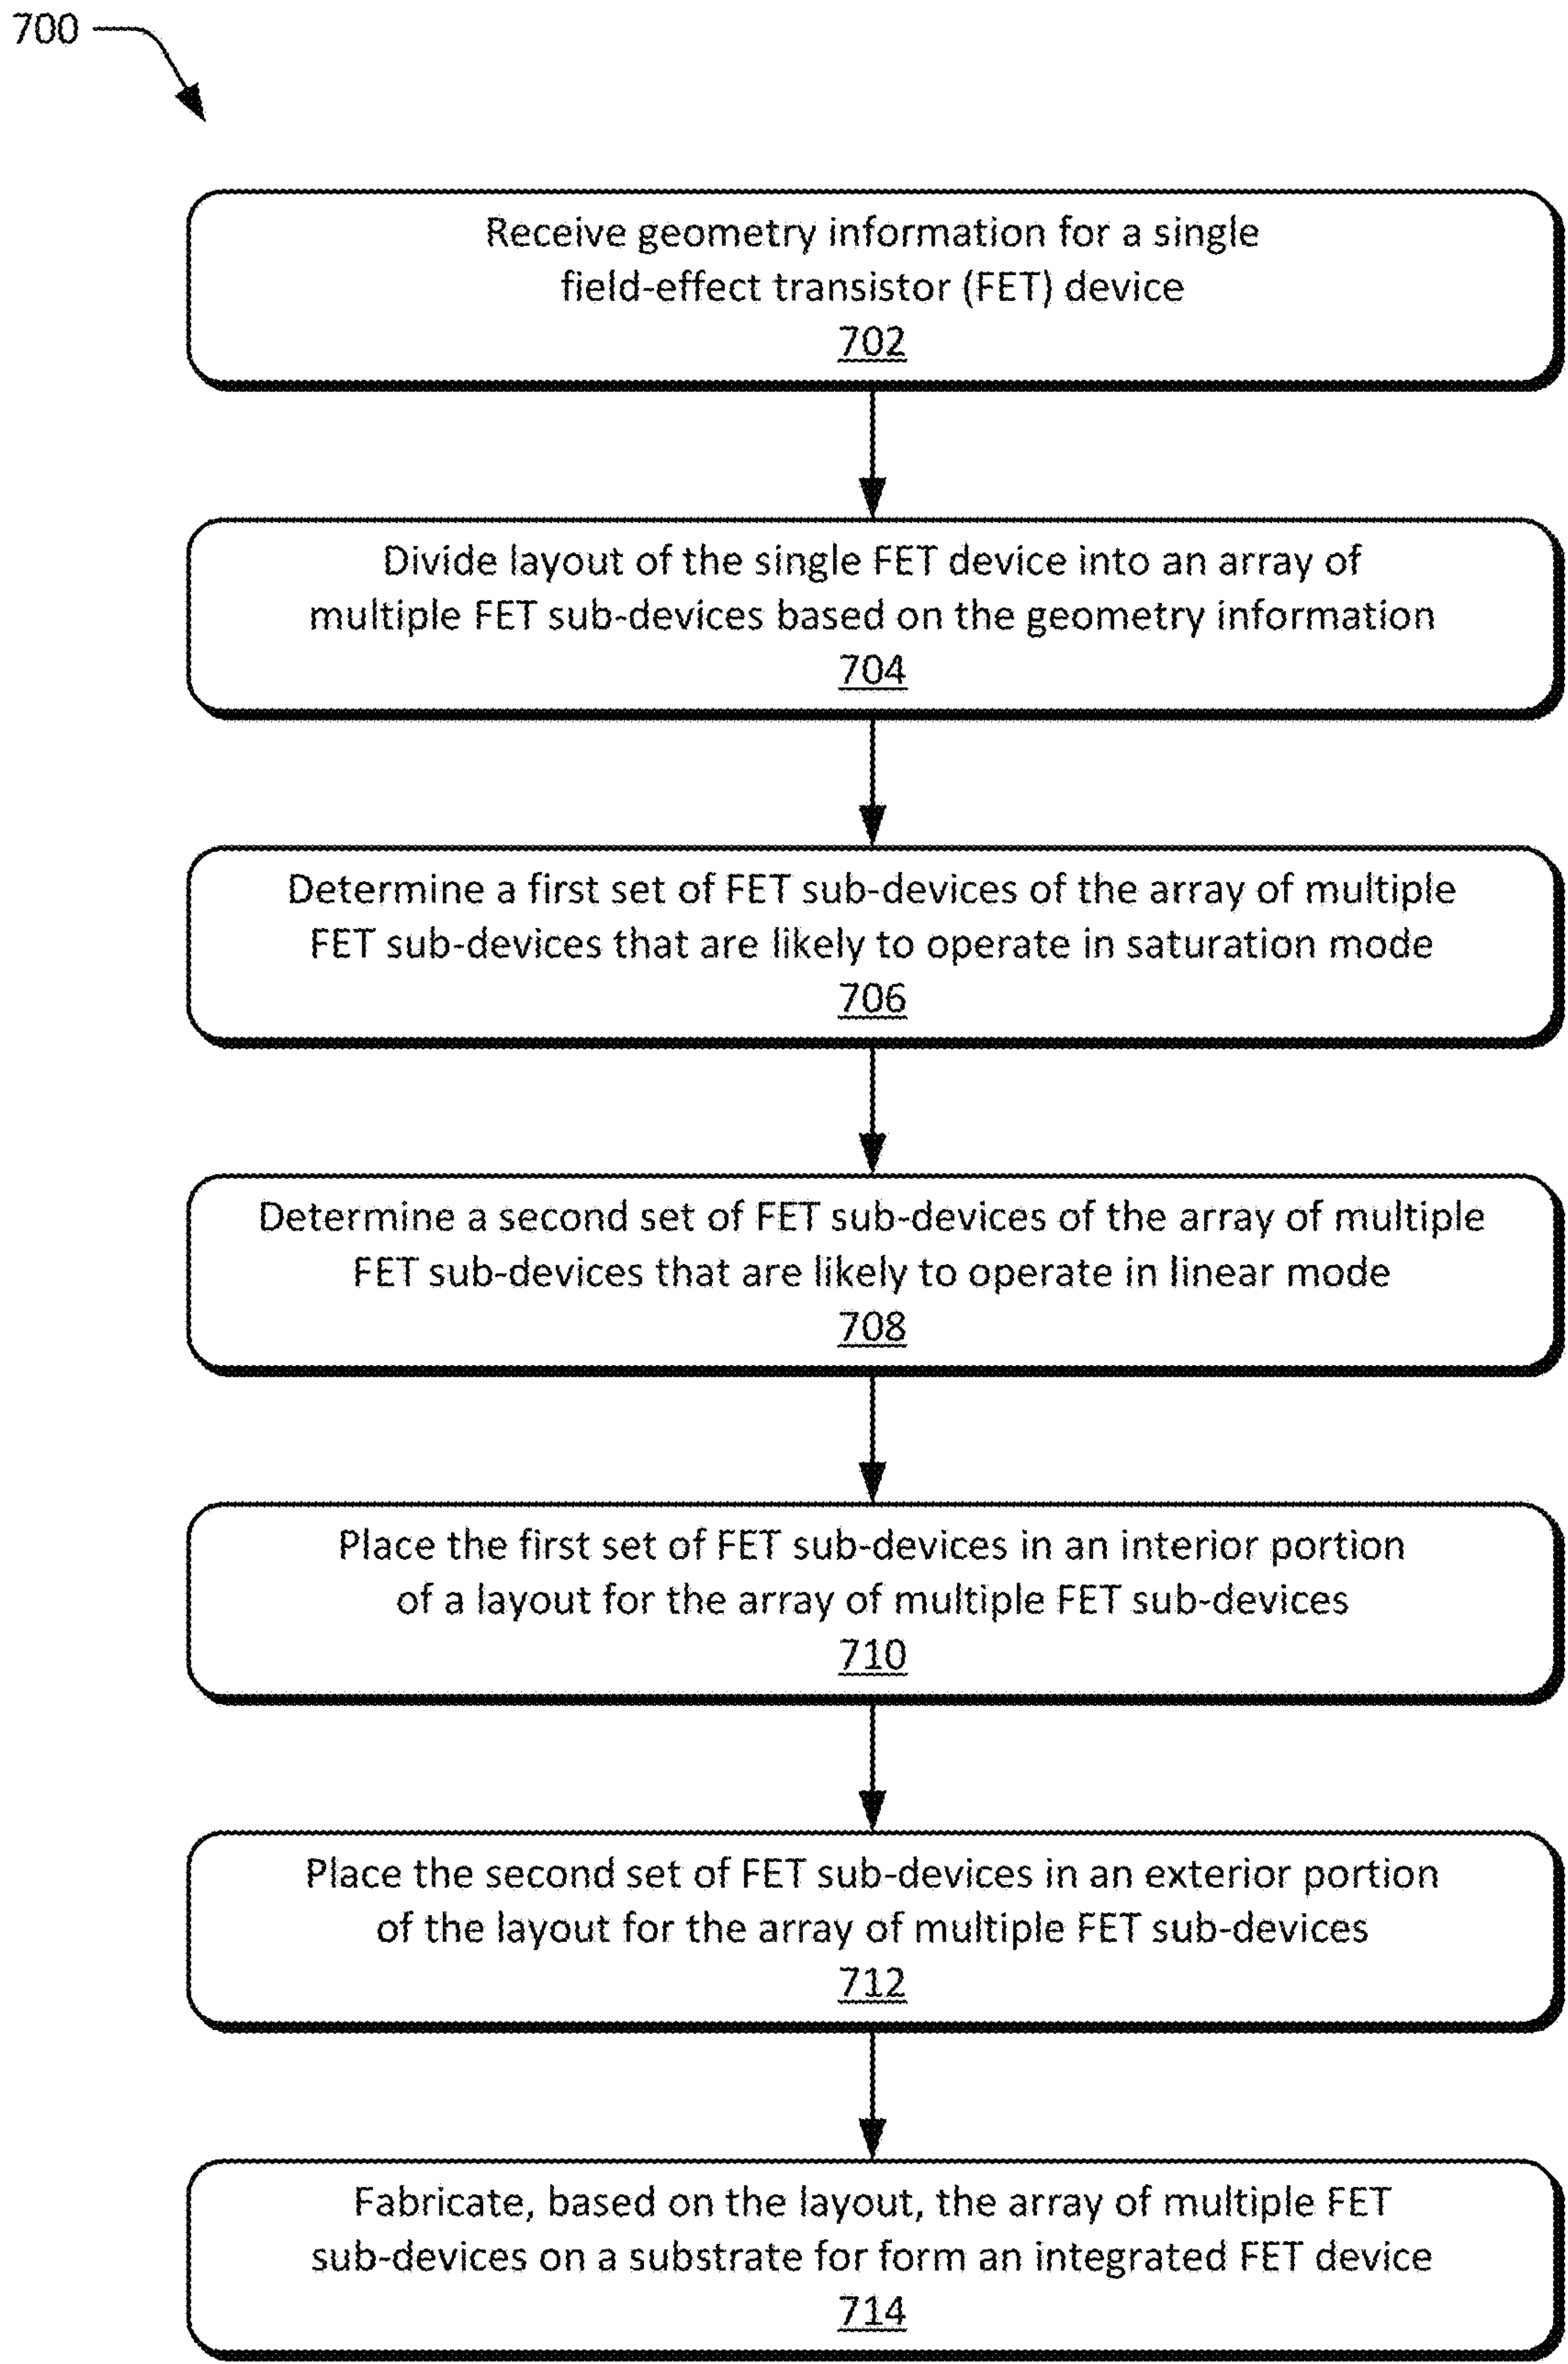 700
Receive geometry information for a single
field-effect transistor (FET) device
702
Divide layout of the single FET device into an array of
multiple FET sub-devices based on the geometry information
704
Determine a first set of FET sub-devices of the array of multiple
FET sub-devices that are likely to operate in saturation mode
706
Determine a second set of FET sub-devices of the array of multiple
FET sub-devices that are likely to operate in linear mode
708
Place the first set of FET sub-devices in an interior portion
of a layout for the array of multiple FET sub-devices
710
Place the second set of FET sub-devices in an exterior portion
of the layout for the array of multiple FET sub-devices
712
Fabricate, based on the layout, the array of multiple FET
sub-devices on a substrate for form an integrated FET device
714